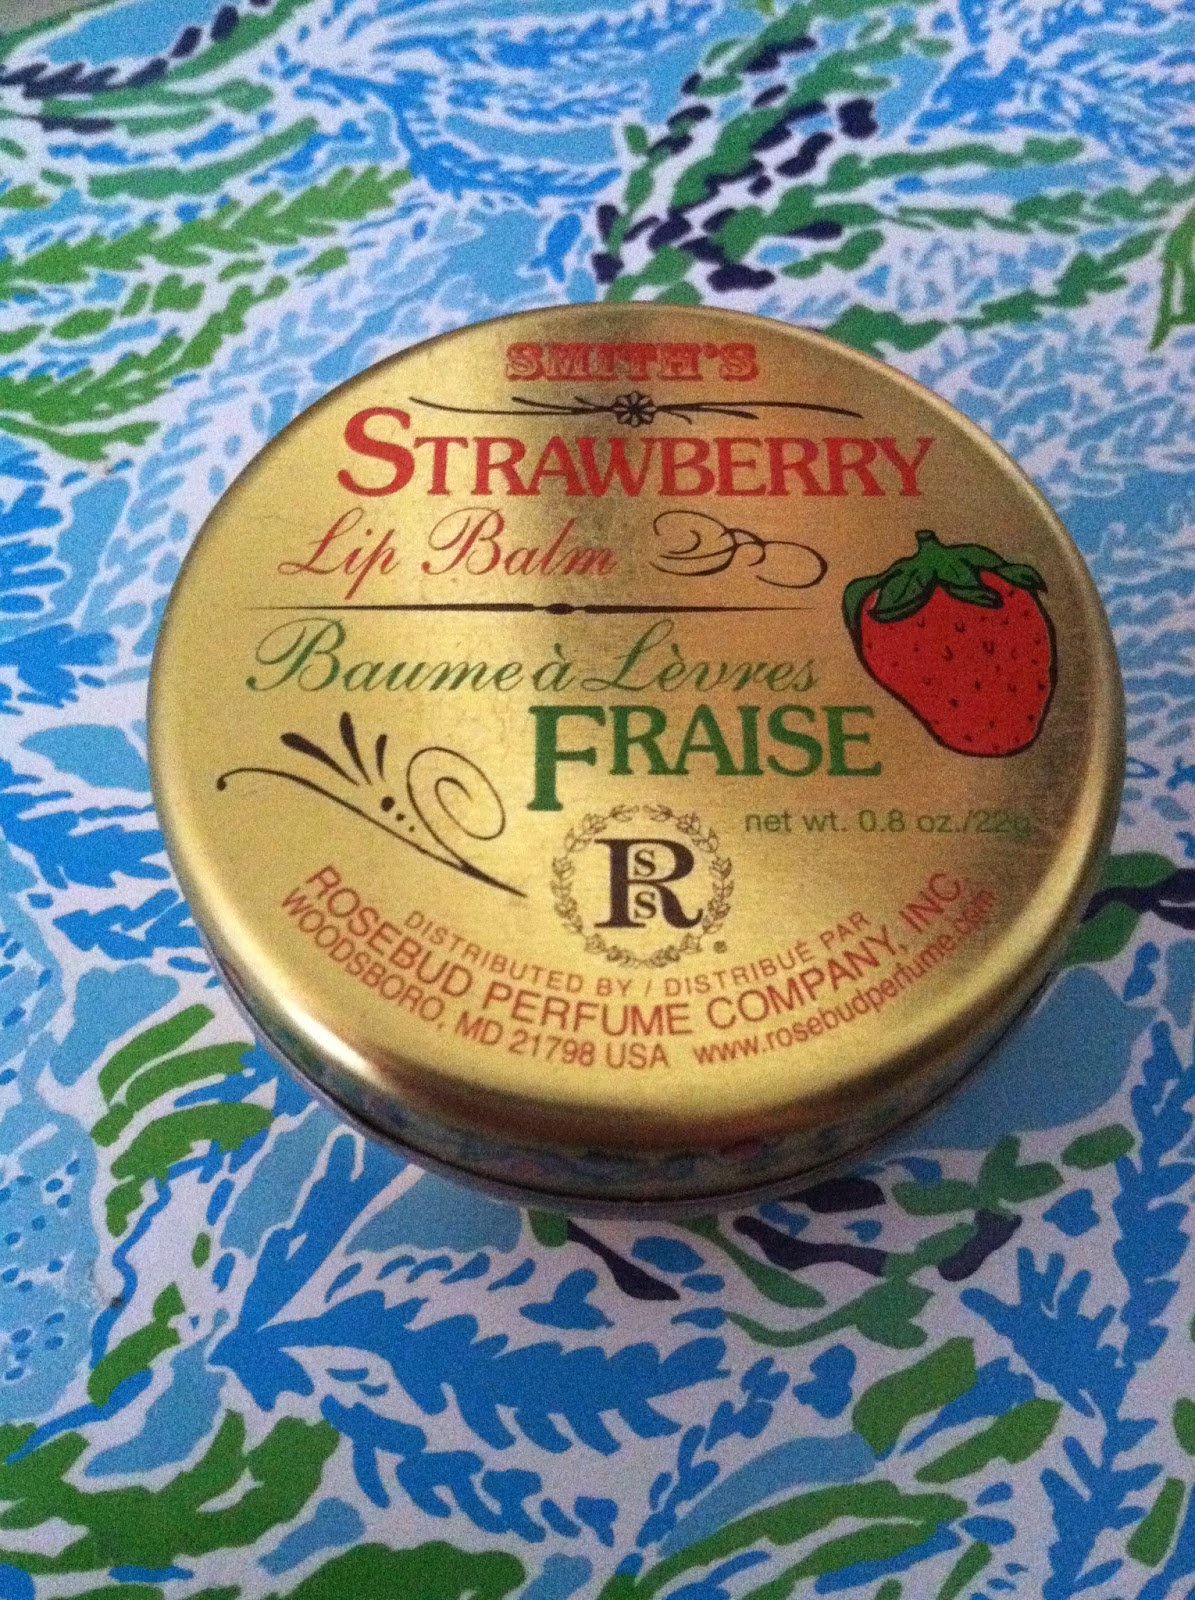 SMITH'S
STRAWBERRY
Lip Balm
Baume à Lèvres
FRAISE
net wt. 0.8 oz./22g
R
S
S
®
DISTRIBUTED BY / DISTRIBUÉ PAR
ROSEBUD PERFUME COMPANY, INC.
WOODSBORO, MD 21798 USA www.rosebudperfume.com